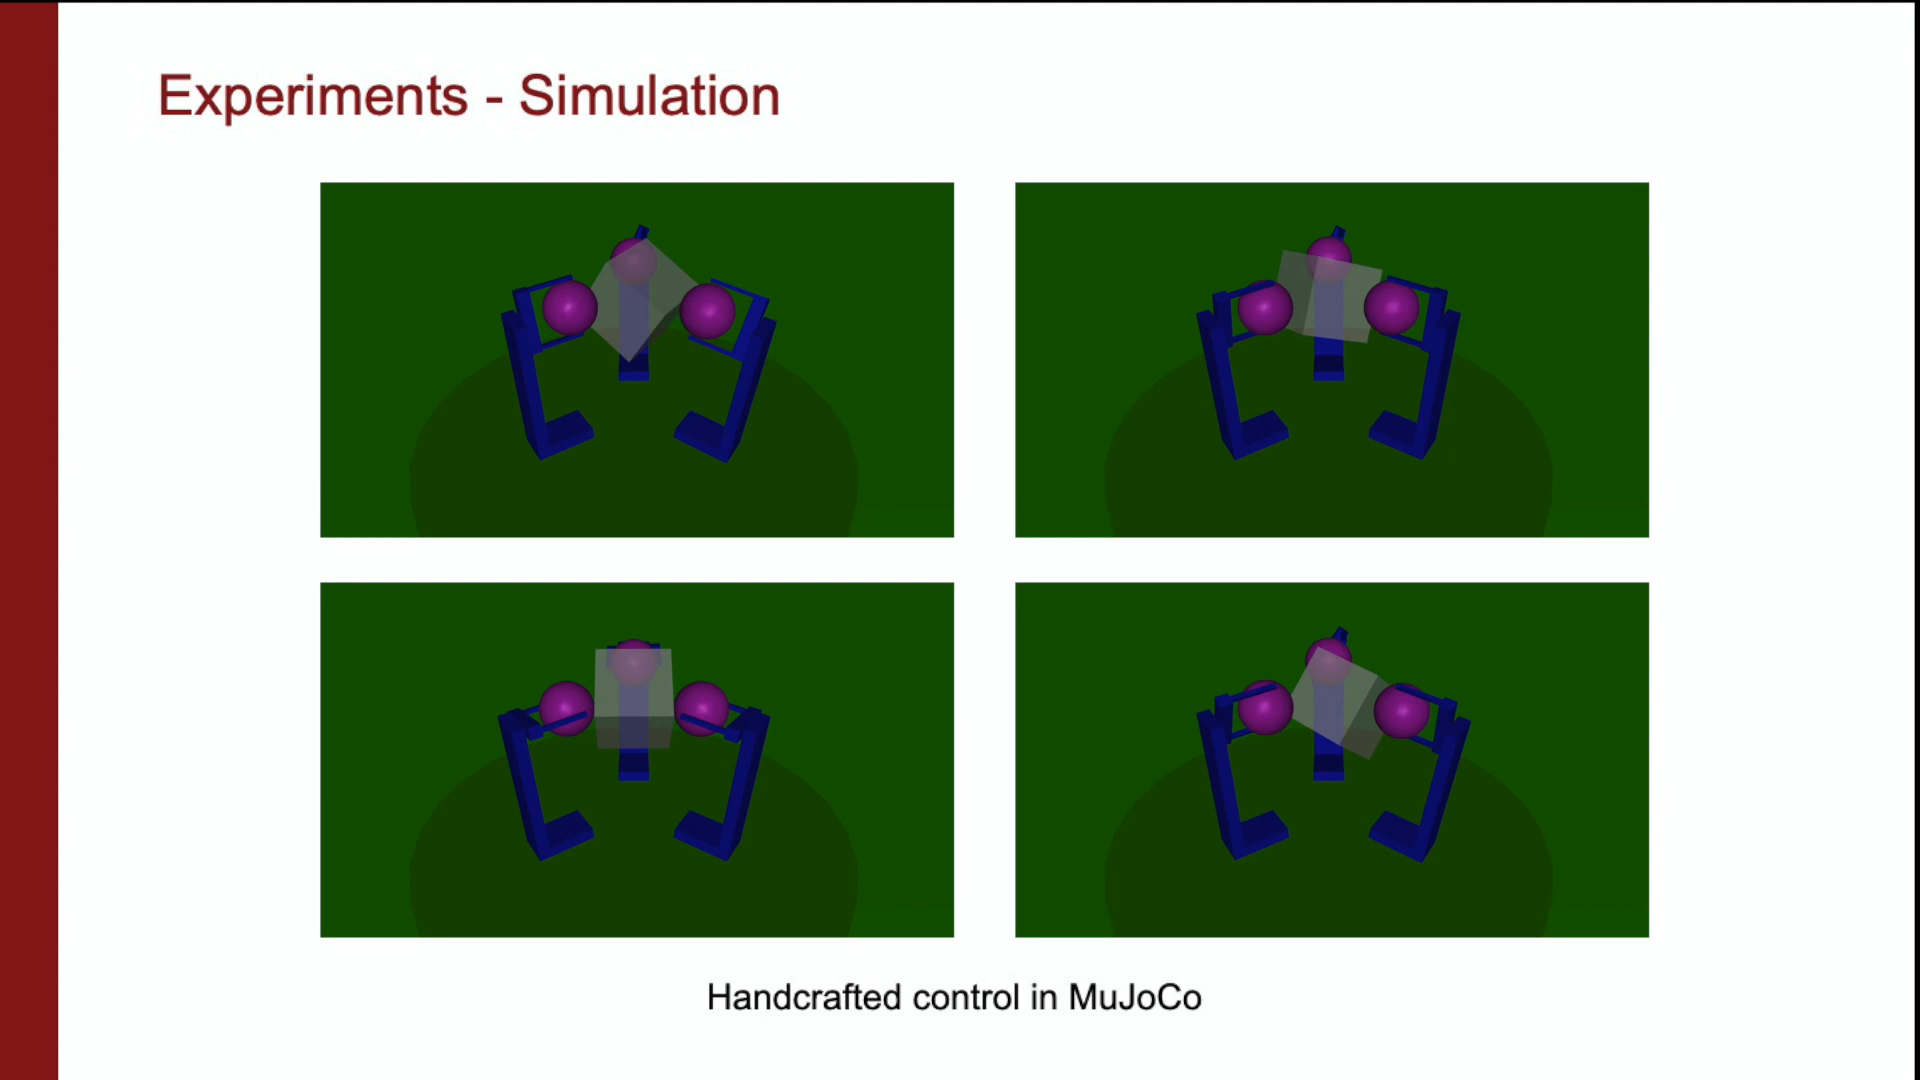 Experiments - Simulation
Handcrafted control in MuJoCo